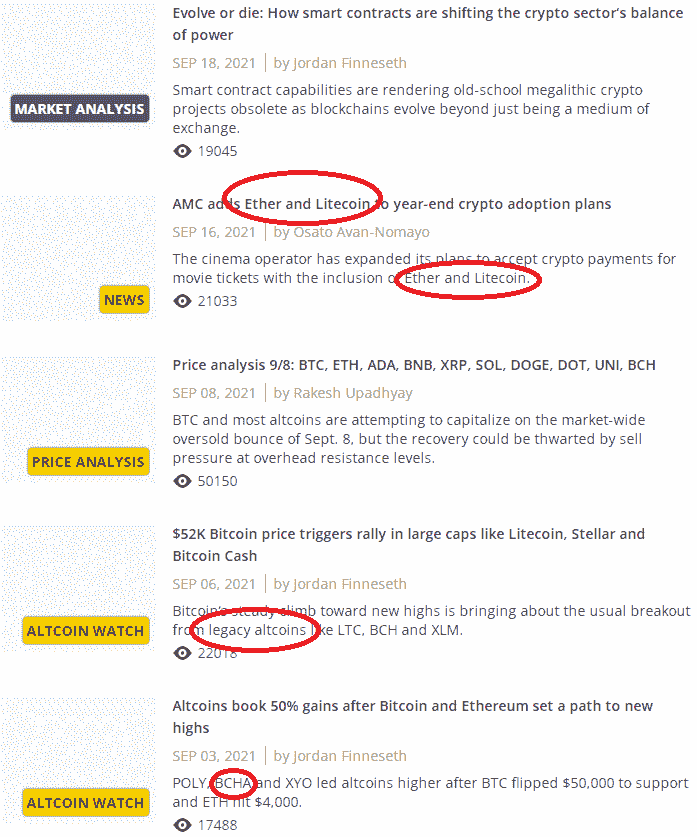 Evolve or die: How smart contracts are shifting the crypto sector’s balance
of power
SEP 18, 2021 | by Jordan Finneseth
Smart contract capabilities are rendering old-school megalithic crypto
projects obsolete as blockchains evolve beyond just being a medium of
exchange.
MARKET ANALYSIS
19045
AMC adds Ether and Litecoin to year-end crypto adoption plans
SEP 16, 2021 | by Osato Avan-Nomayo
The cinema operator has expanded its plans to accept crypto payments for
movie tickets with the inclusion of Ether and Litecoin.
NEWS
21033
Price analysis 9/8: BTC, ETH, ADA, BNB, XRP, SOL, DOGE, DOT, UNI, BCH
SEP 08, 2021 | by Rakesh Upadhyay
BTC and most altcoins are attempting to capitalize on the market-wide
oversold bounce of Sept. 8, but the recovery could be thwarted by sell
pressure at overhead resistance levels.
PRICE ANALYSIS
50150
$52K Bitcoin price triggers rally in large caps like Litecoin, Stellar and
Bitcoin Cash
SEP 06, 2021 | by Jordan Finneseth
Bitcoin’s steady climb toward new highs is bringing about the usual breakout
from legacy altcoins like LTC, BCH and XLM.
ALTCOIN WATCH
22018
Altcoins book 50% gains after Bitcoin and Ethereum set a path to new
highs
SEP 03, 2021 | by Jordan Finneseth
POLY, BCHA and XYO led altcoins higher after BTC flipped $50,000 to support
and ETH hit $4,000.
ALTCOIN WATCH
17488